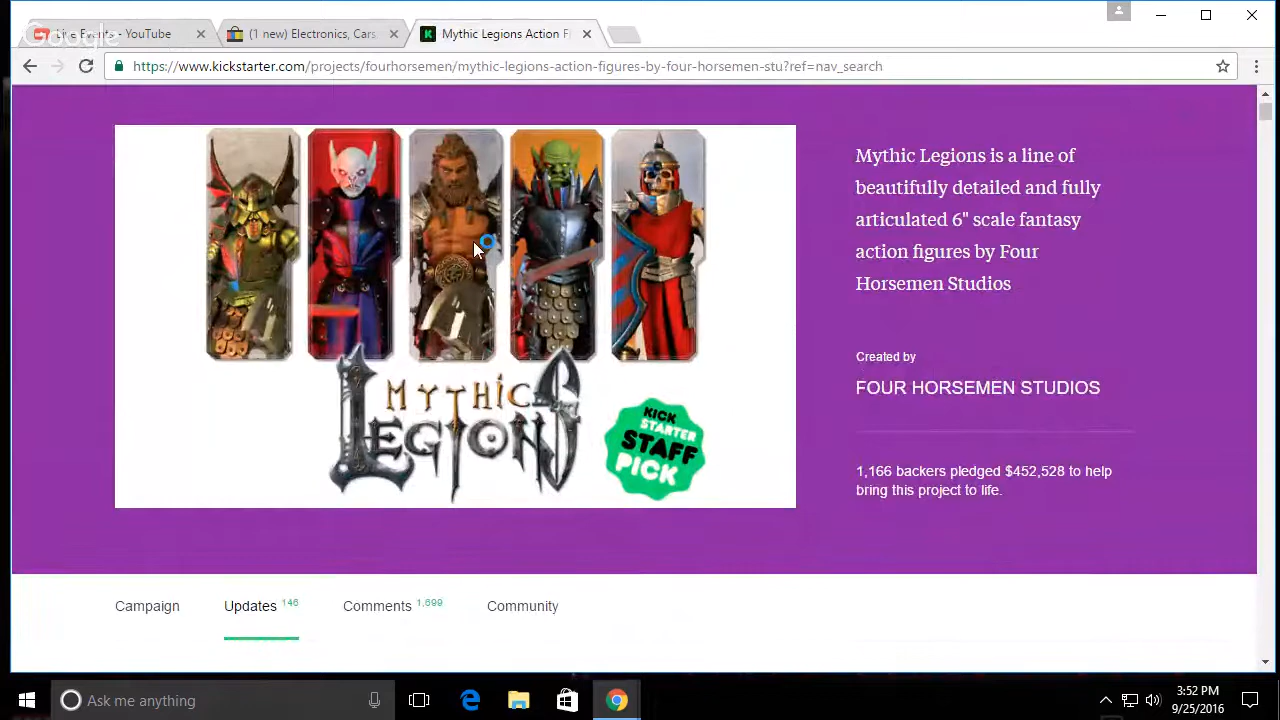 Google
Live Events - YouTube
(1 new) Electronics, Cars,
Mythic Legions Action Fi
https://www.kickstarter.com/projects/fourhorsemen/mythic-legions-action-figures-by-four-horsemen-stu?ref=nav_search
Mythic Legions is a line of
beautifully detailed and fully
articulated 6" scale fantasy
action figures by Four
Horsemen Studios
Created by
FOUR HORSEMEN STUDIOS
1,166 backers pledged $452,528 to help
bring this project to life.
MYTHIC
LEGIONS
KICK
STARTER
STAFF
PICK
Campaign
Updates 146
Comments 1,699
Community
Ask me anything
3:52 PM
9/25/2016